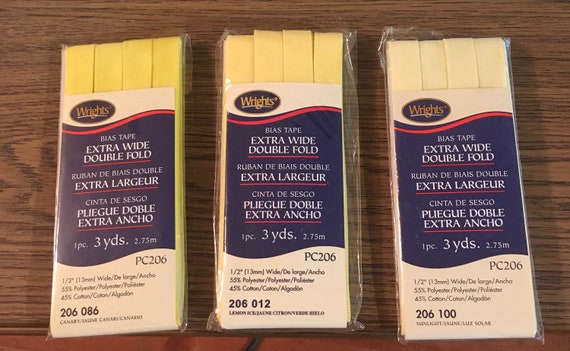 Wrights®
BIAS TAPE
EXTRA WIDE
DOUBLE FOLD
RUBAN DE BIAIS DOUBLE
EXTRA LARGEUR
CINTA DE SESGO
PLIEGUE DOBLE
EXTRA ANCHO
1pc. 3 yds. 2.75m
PC206
1/2" (13mm) Wide/De large/Ancho
55% Polyester/Polyester/Poliéster
45% Cotton/Coton/Algodón
206 086
CANARY/JAUNE CANARI/CANARIO
Wrights®
BIAS TAPE
EXTRA WIDE
DOUBLE FOLD
RUBAN DE BIAIS DOUBLE
EXTRA LARGEUR
CINTA DE SESGO
PLIEGUE DOBLE
EXTRA ANCHO
1pc. 3 yds. 2.75m
PC206
1/2" (13mm) Wide/De large/Ancho
55% Polyester/Polyester/Poliéster
45% Cotton/Coton/Algodón
206 012
LEMON ICE/JAUNE CITRON/VERDE HIELO
Wrights®
BIAS TAPE
EXTRA WIDE
DOUBLE FOLD
RUBAN DE BIAIS DOUBLE
EXTRA LARGEUR
CINTA DE SESGO
PLIEGUE DOBLE
EXTRA ANCHO
1pc. 3 yds. 2.75m
PC206
1/2" (13mm) Wide/De large/Ancho
55% Polyester/Polyester/Poliéster
45% Cotton/Coton/Algodón
206 100
SUNLIGHT/JAUNE/LUZ SOLAR